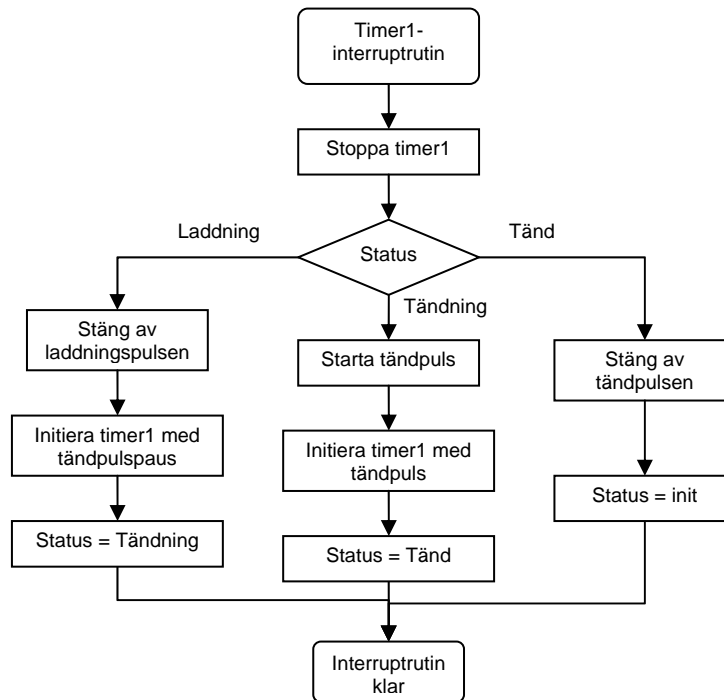 Timer1-
interruptrutin
Stoppa timer1
Laddning
Status
Tänd
Tändning
Stäng av
laddningspulsen
Starta tändpuls
Stäng av
tändpulsen
Initiera timer1 med
tändpulspaus
Initiera timer1 med
tändpuls
Status = init
Status = Tändning
Status = Tänd
Interruptrutin
klar